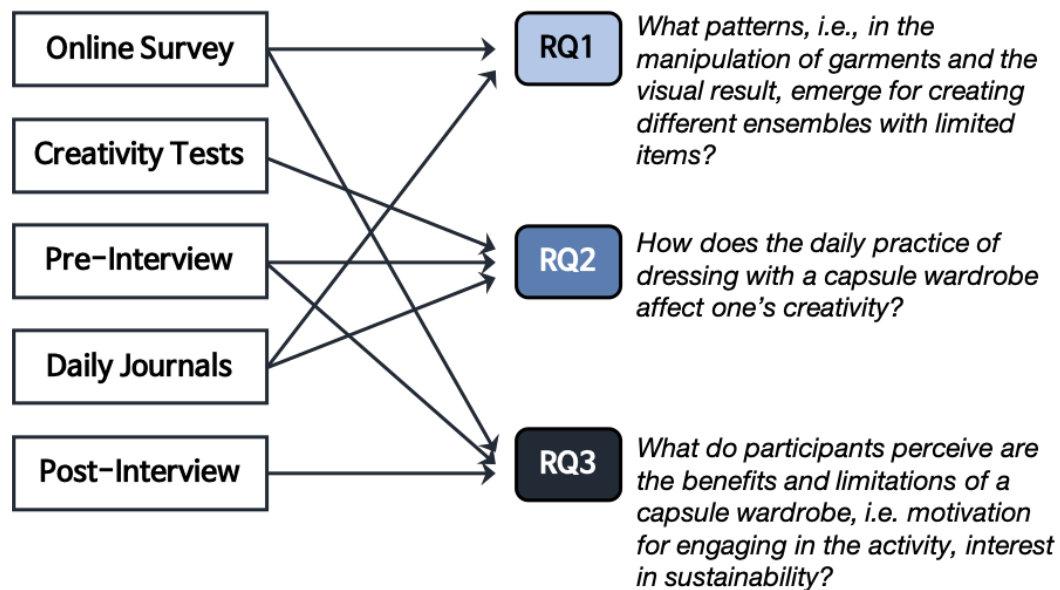 Online Survey
Creativity Tests
Pre-Interview
Daily Journals
Post-Interview
RQ1
What patterns, i.e., in the
manipulation of garments and the
visual result, emerge for creating
different ensembles with limited
items?
RQ2
How does the daily practice of
dressing with a capsule wardrobe
affect one's creativity?
RQ3
What do participants perceive are
the benefits and limitations of a
capsule wardrobe, i.e. motivation
for engaging in the activity, interest
in sustainability?